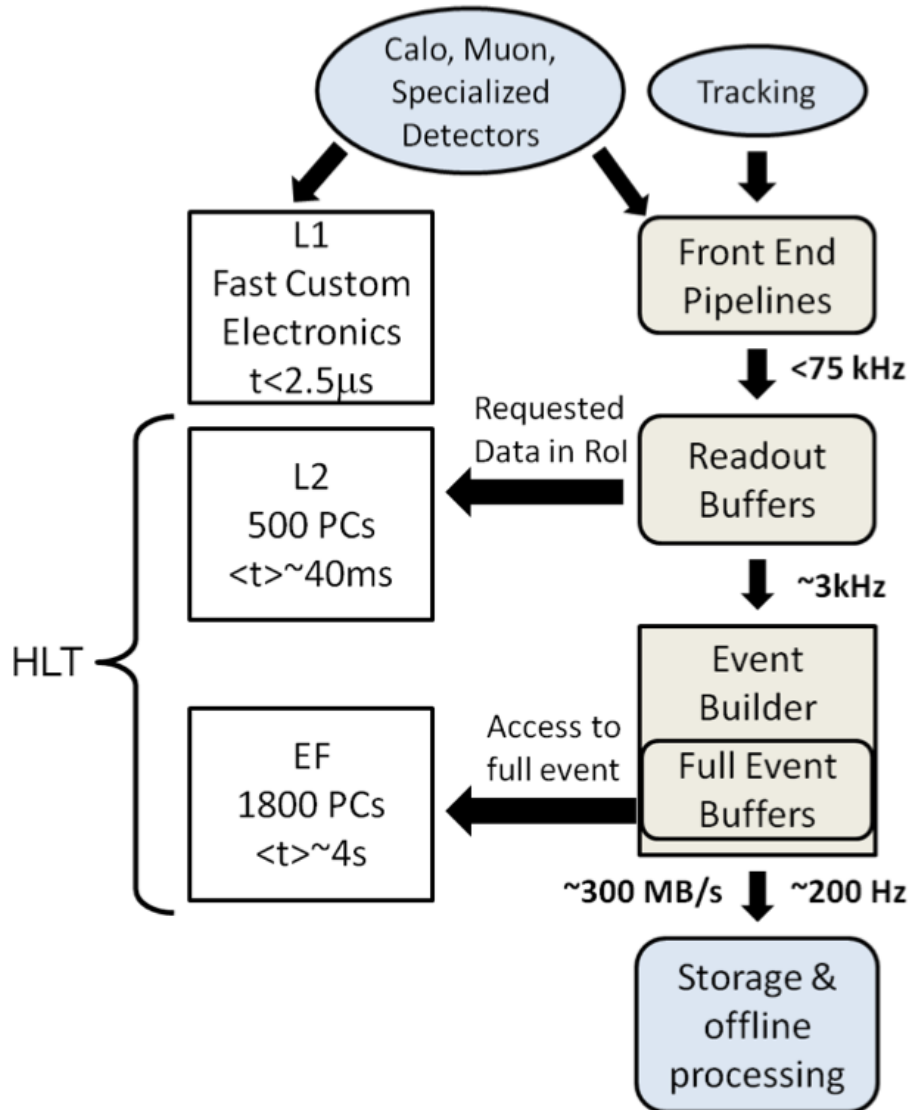 Calo, Muon,
Specialized
Detectors
Tracking
L1
Fast Custom
Electronics
t<2.5μs
Front End
Pipelines
<75 kHz
Requested
Data in RoI
Readout
Buffers
L2
500 PCs
<t>~40ms
~3kHz
HLT
Event
Builder
Full Event
Buffers
Access to
full event
EF
1800 PCs
<t>~4s
~300 MB/s
~200 Hz
Storage &
offline
processing